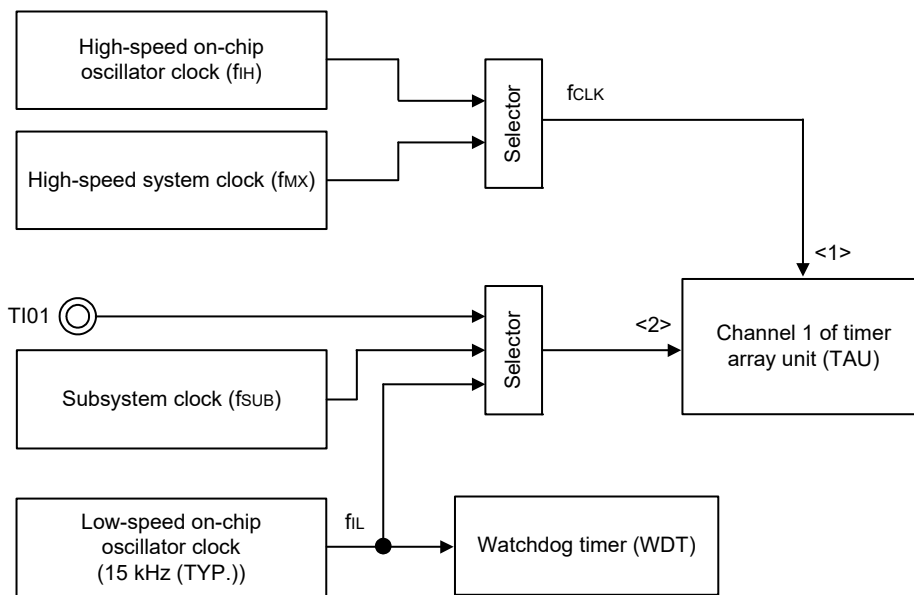 High-speed on-chip
oscillator clock (fIH)
Selector
fCLK
High-speed system clock (fMX)
<1>
TI01
Selector
<2>
Channel 1 of timer
array unit (TAU)
Subsystem clock (fSUB)
Low-speed on-chip
oscillator clock
(15 kHz (TYP.))
fIL
Watchdog timer (WDT)